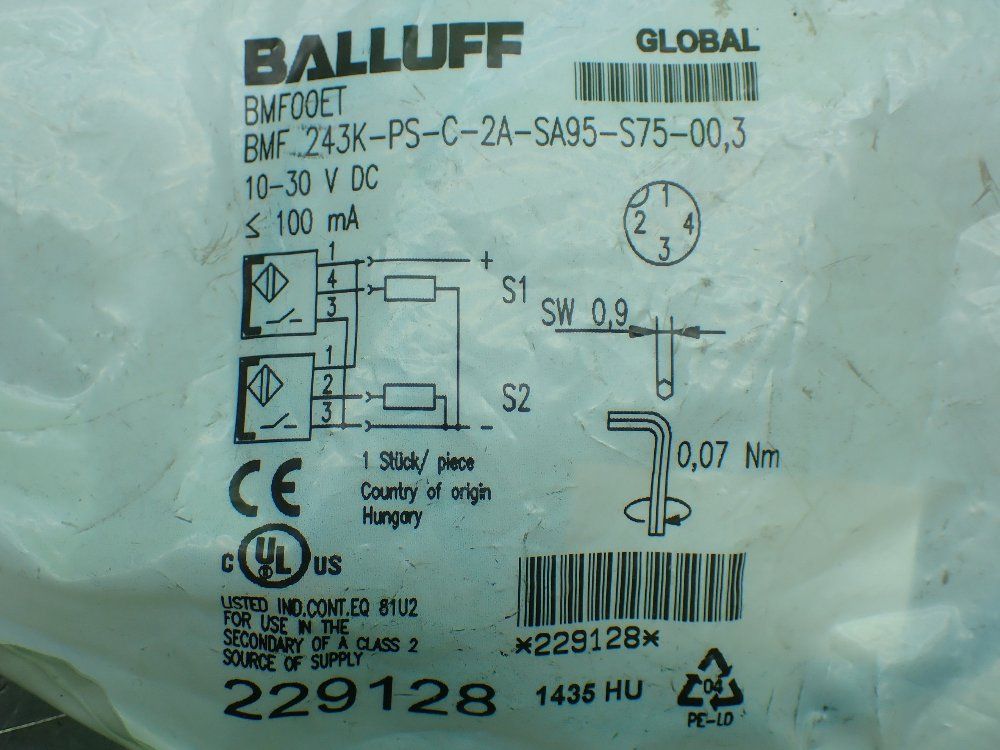 BALLUFF
GLOBAL
BMF00ET
BMF 243K-PS-C-2A-SA95-S75-00,3
10-30 V DC
≤ 100 mA
1
2 4
3
1
4
3
+
S1
SW 0,9
1
2
3
S2
-
0,07 Nm
1 Stück/ piece
Country of origin
Hungary
CE
C UL US
LISTED IND.CONT.EQ 81U2
FOR USE IN THE
SECONDARY OF A CLASS 2
SOURCE OF SUPPLY
*229128*
229128
1435 HU
04
PE-LD